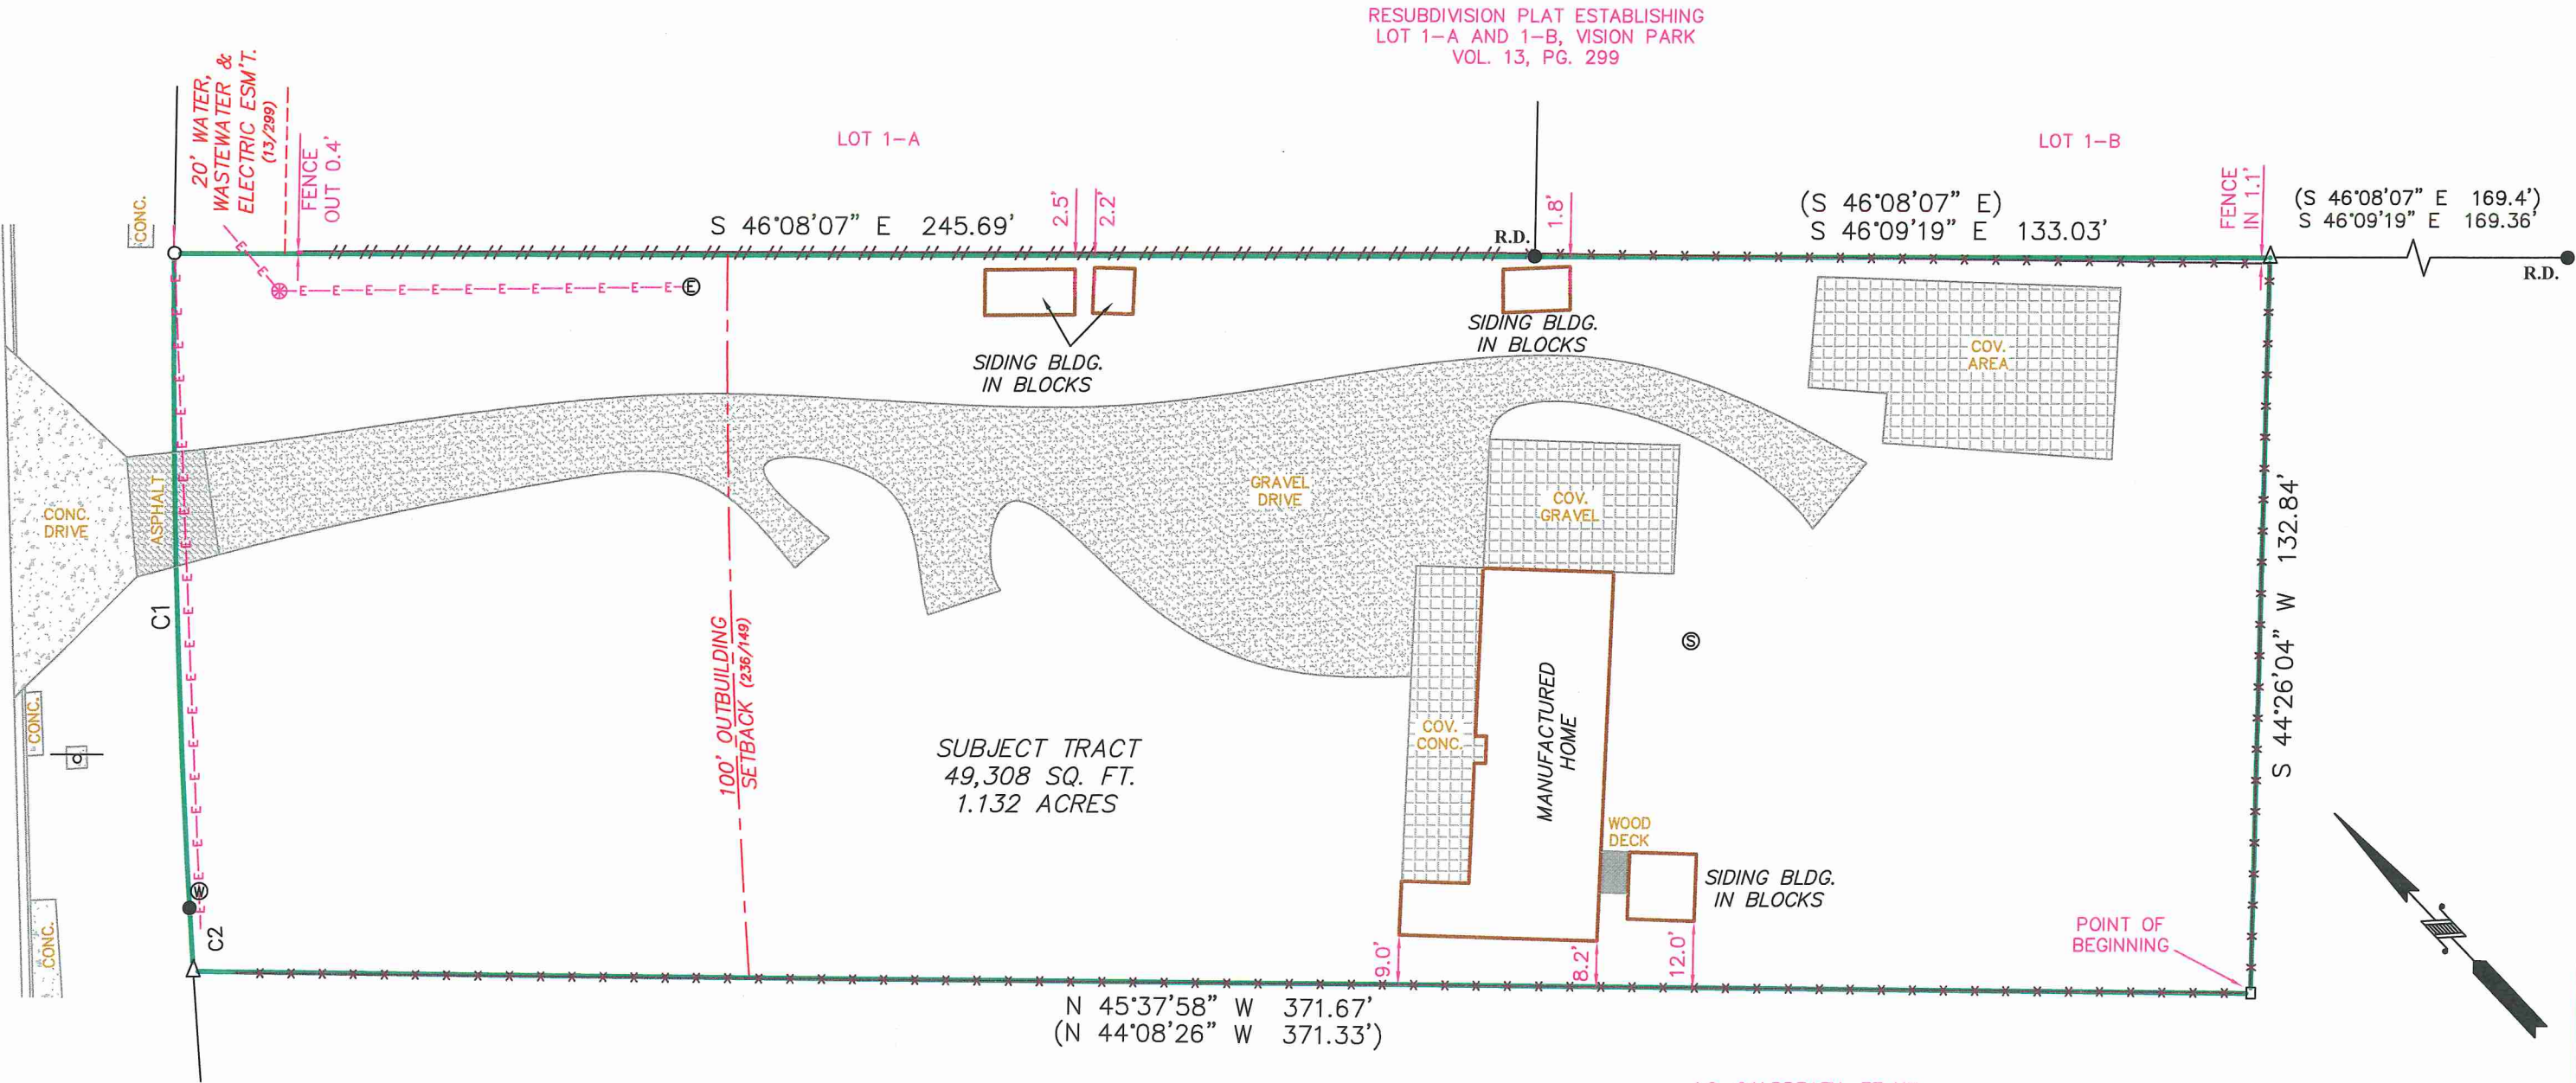 RESUBDIVISION PLAT ESTABLISHING
LOT 1-A AND 1-B, VISION PARK
VOL. 13, PG. 299
20' WATER,
WASTEWATER &
ELECTRIC ESM'T.
(13/299)
FENCE
OUT 0.4'
CONC.
LOT 1-A
LOT 1-B
S 46°08'07" E 245.69'
2.5'
2.2'
R.D.
1.8'
(S 46°08'07" E)
S 46°09'19" E 133.03'
FENCE
IN 1.1'
(S 46°08'07" E 169.4')
S 46°09'19" E 169.36'
R.D.
E E E E E E E E E E E E
E
SIDING BLDG.
IN BLOCKS
SIDING BLDG.
IN BLOCKS
COV.
AREA
CONC.
DRIVE
ASPHALT
GRAVEL
DRIVE
COV.
GRAVEL
S 44°26'04" W 132.84'
C1
100' OUTBUILDING
SETBACK (236/149)
S
MANUFACTURED
HOME
COV.
CONC.
SUBJECT TRACT
49,308 SQ. FT.
1.132 ACRES
CONC.
WOOD
DECK
SIDING BLDG.
IN BLOCKS
W
C2
CONC.
9.0'
8.2'
12.0'
POINT OF
BEGINNING
N 45°37'58" W 371.67'
(N 44°08'26" W 371.33')